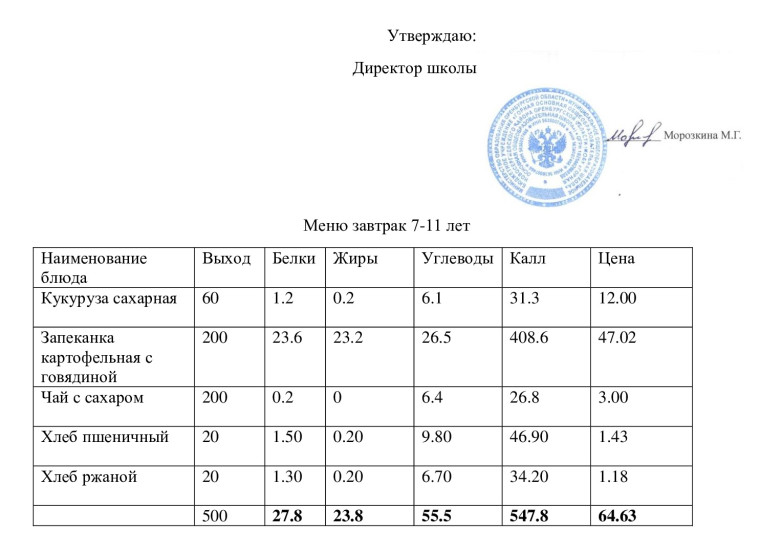 Утверждаю:
Директор школы
Морозкина М.Г.
Меню завтрак 7-11 лет
Наименование блюда Выход Белки Жиры Углеводы Калл Цена
Кукуруза сахарная 60 1.2 0.2 6.1 31.3 12.00
Запеканка картофельная с говядиной 200 23.6 23.2 26.5 408.6 47.02
Чай с сахаром 200 0.2 0 6.4 26.8 3.00
Хлеб пшеничный 20 1.50 0.20 9.80 46.90 1.43
Хлеб ржаной 20 1.30 0.20 6.70 34.20 1.18
500 27.8 23.8 55.5 547.8 64.63